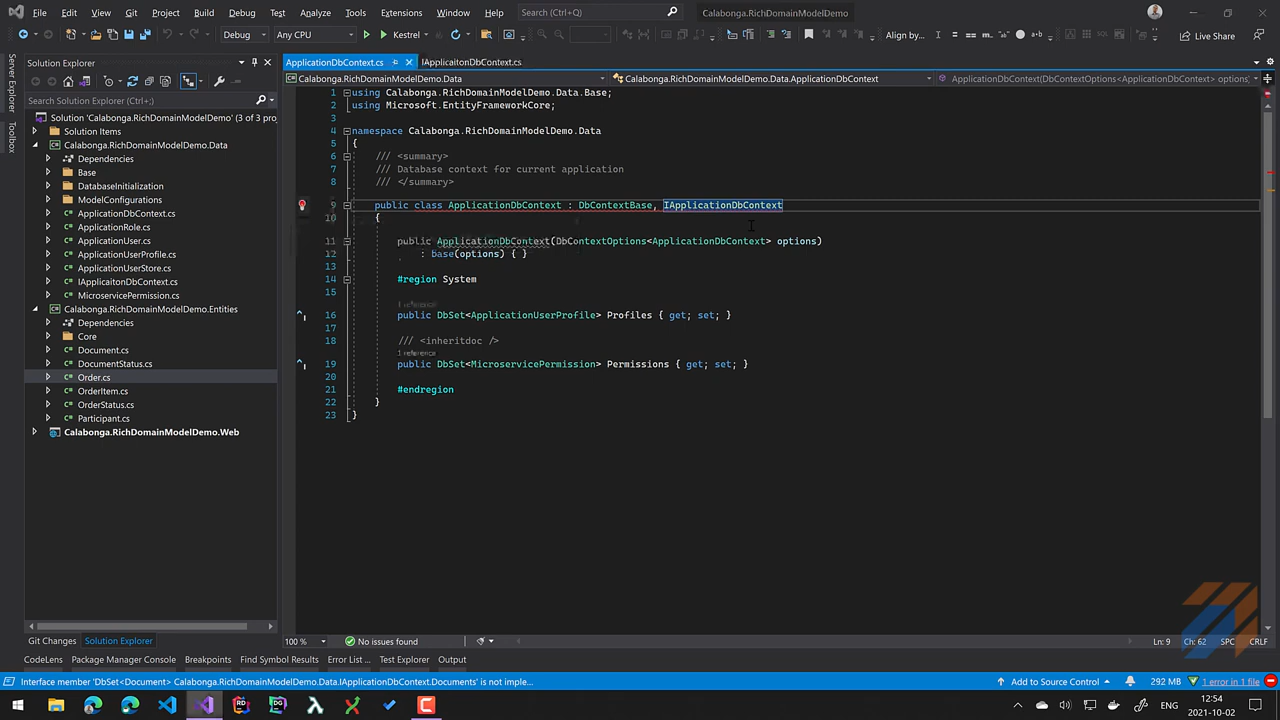 File Edit View Git Project Build Debug Test Analyze Tools Extensions Window Help Search (Ctrl+Q) Calabonga.RichDomainModelDemo
Debug Any CPU Kestrel Align by... Live Share
Server Explorer
Toolbox
Solution Explorer
Search Solution Explorer (Ctrl+;)
Solution 'Calabonga.RichDomainModelDemo' (3 of 3 proj
Solution Items
Calabonga.RichDomainModelDemo.Data
Dependencies
Base
DatabaseInitialization
ModelConfigurations
ApplicationDbContext.cs
ApplicationRole.cs
ApplicationUser.cs
ApplicationUserProfile.cs
ApplicationUserStore.cs
IApplicaitonDbContext.cs
MicroservicePermission.cs
Calabonga.RichDomainModelDemo.Entities
Dependencies
Core
Document.cs
DocumentStatus.cs
Order.cs
OrderItem.cs
OrderStatus.cs
Participant.cs
Calabonga.RichDomainModelDemo.Web
Git Changes Solution Explorer
ApplicationDbContext.cs IApplicaitonDbContext.cs
Calabonga.RichDomainModelDemo.Data Calabonga.RichDomainModelDemo.Data.ApplicationDbContext ApplicationDbContext(DbContextOptions<ApplicationDbContext> options)
1 using Calabonga.RichDomainModelDemo.Data.Base;
2 using Microsoft.EntityFrameworkCore;
3
4 namespace Calabonga.RichDomainModelDemo.Data
5 {
6 /// <summary>
7 /// Database context for current application
8 /// </summary>
9 public class ApplicationDbContext : DbContextBase, IApplicationDbContext
10 {
11 public ApplicationDbContext(DbContextOptions<ApplicationDbContext> options)
12 : base(options) { }
13
14 #region System
15
16 public DbSet<ApplicationUserProfile> Profiles { get; set; }
17
18 /// <inheritdoc />
1 reference
19 public DbSet<MicroservicePermission> Permissions { get; set; }
20
21 #endregion
22 }
23 }
100 % No issues found Ln: 9 Ch: 62 SPC CRLF
CodeLens Package Manager Console Breakpoints Find Symbol Results Error List ... Test Explorer Output
Interface member 'DbSet<Document> Calabonga.RichDomainModelDemo.Data.IApplicationDbContext.Documents' is not imple... Add to Source Control 292 MB 1 error in 1 file
ENG 12:54
2021-10-02